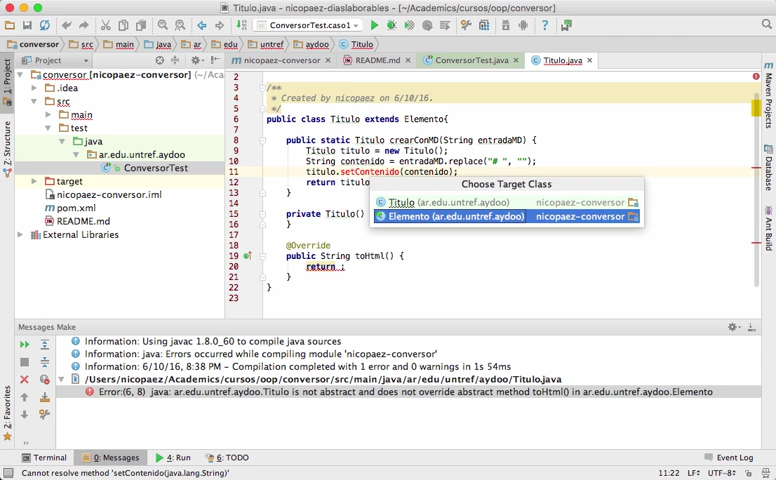 Titulo.java - nicopaez-diaslaborables
ConversorTest.caso1
conversor src main java ar edu untref aydoo Titulo
Project
nicopaez-conversor README.md ConversorTest.java Titulo.java
1: Project
Z: Structure
2: Favorites
Maven Projects
Database
Ant Build
conversor [nicopaez-conversor] (~/Aca
.idea
src
main
test
java
ar.edu.untref.aydoo
ConversorTest
target
nicopaez-conversor.iml
pom.xml
README.md
External Libraries
2
3 /**
4 * Created by nicopaez on 6/10/16.
5 */
6 public class Titulo extends Elemento{
7
8 public static Titulo crearConMD(String entradaMD) {
9 Titulo titulo = new Titulo();
10 String contenido = entradaMD.replace("# ", "");
11 titulo.setContenido(contenido);
12 return titulo
13 }
14
15 private Titulo()
16 }
17
18 @Override
19 public String toHtml() {
20 return ;
21 }
22 }
23
Choose Target Class
Titulo (ar.edu.untref.aydoo) nicopaez-conversor
Elemento (ar.edu.untref.aydoo) nicopaez-conversor
Messages Make
Information: Using javac 1.8.0_60 to compile java sources
Information: java: Errors occurred while compiling module 'nicopaez-conversor'
Information: 6/10/16, 8:38 PM - Compilation completed with 1 error and 0 warnings in 1s 54ms
/Users/nicopaez/Academics/cursos/oop/conversor/src/main/java/ar/edu/untref/aydoo/Titulo.java
Error:(6, 8) java: ar.edu.untref.aydoo.Titulo is not abstract and does not override abstract method toHtml() in ar.edu.untref.aydoo.Elemento
Terminal 0: Messages 4: Run 6: TODO Event Log
Cannot resolve method 'setContenido(java.lang.String)' 11:22 LF UTF-8